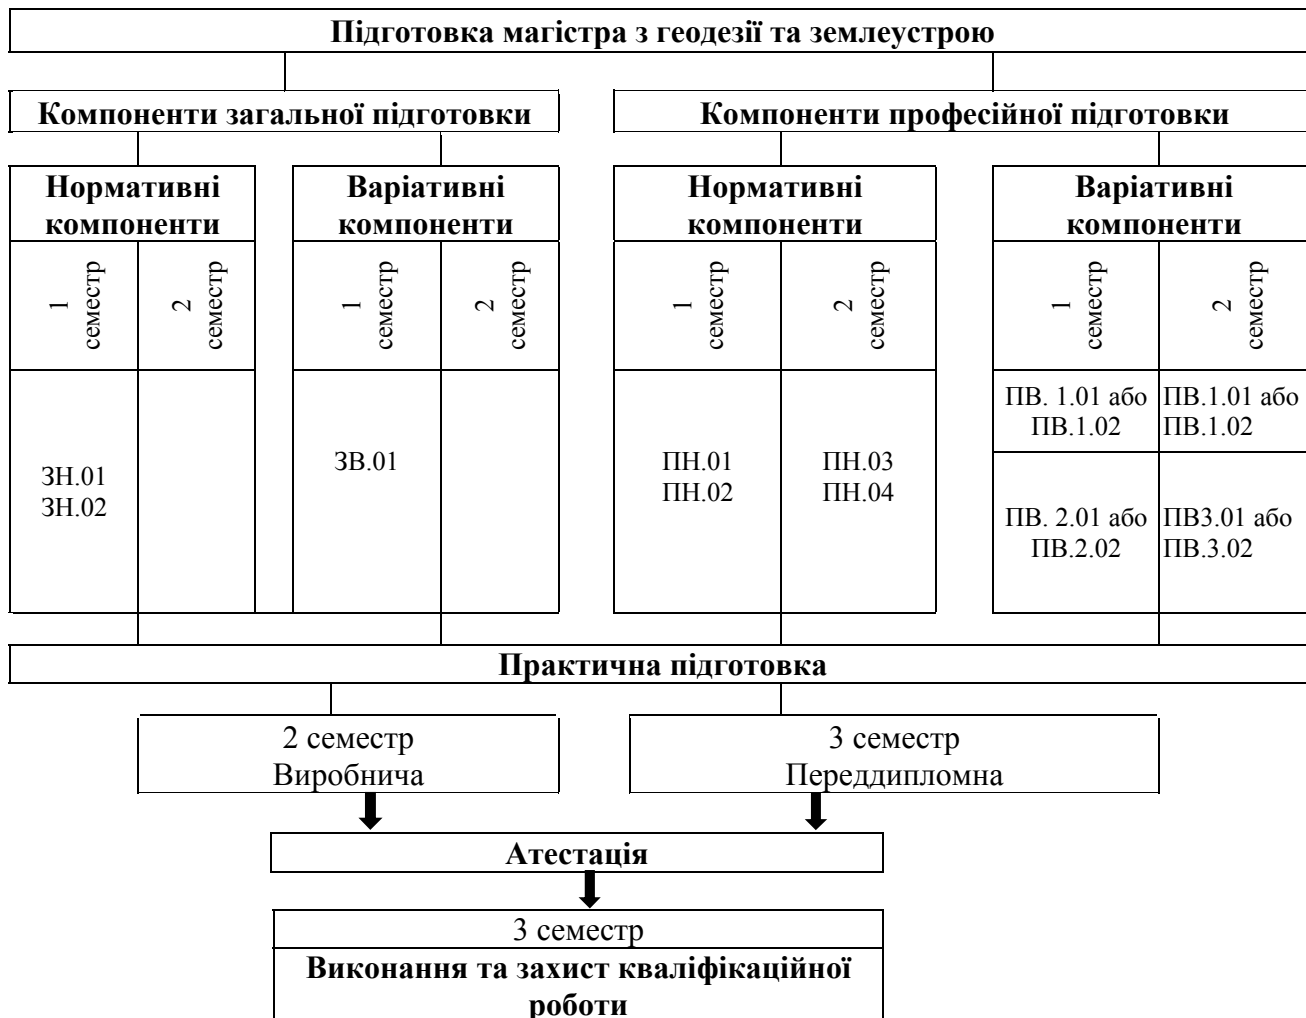 Підготовка магістра з геодезії та землеустрою
Компоненти загальної підготовки
Компоненти професійної підготовки
Нормативні
компоненти
Варіативні
компоненти
Нормативні
компоненти
Варіативні
компоненти
1
семестр
2
семестр
1
семестр
2
семестр
1
семестр
2
семестр
1
семестр
2
семестр
ЗН.01
ЗН.02
ЗВ.01
ПН.01
ПН.02
ПН.03
ПН.04
ПВ. 1.01 або
ПВ.1.02
ПВ.1.01 або
ПВ.1.02
ПВ. 2.01 або
ПВ.2.02
ПВ3.01 або
ПВ.3.02
Практична підготовка
2 семестр
Виробнича
3 семестр
Переддипломна
Атестація
3 семестр
Виконання та захист кваліфікаційної
роботи